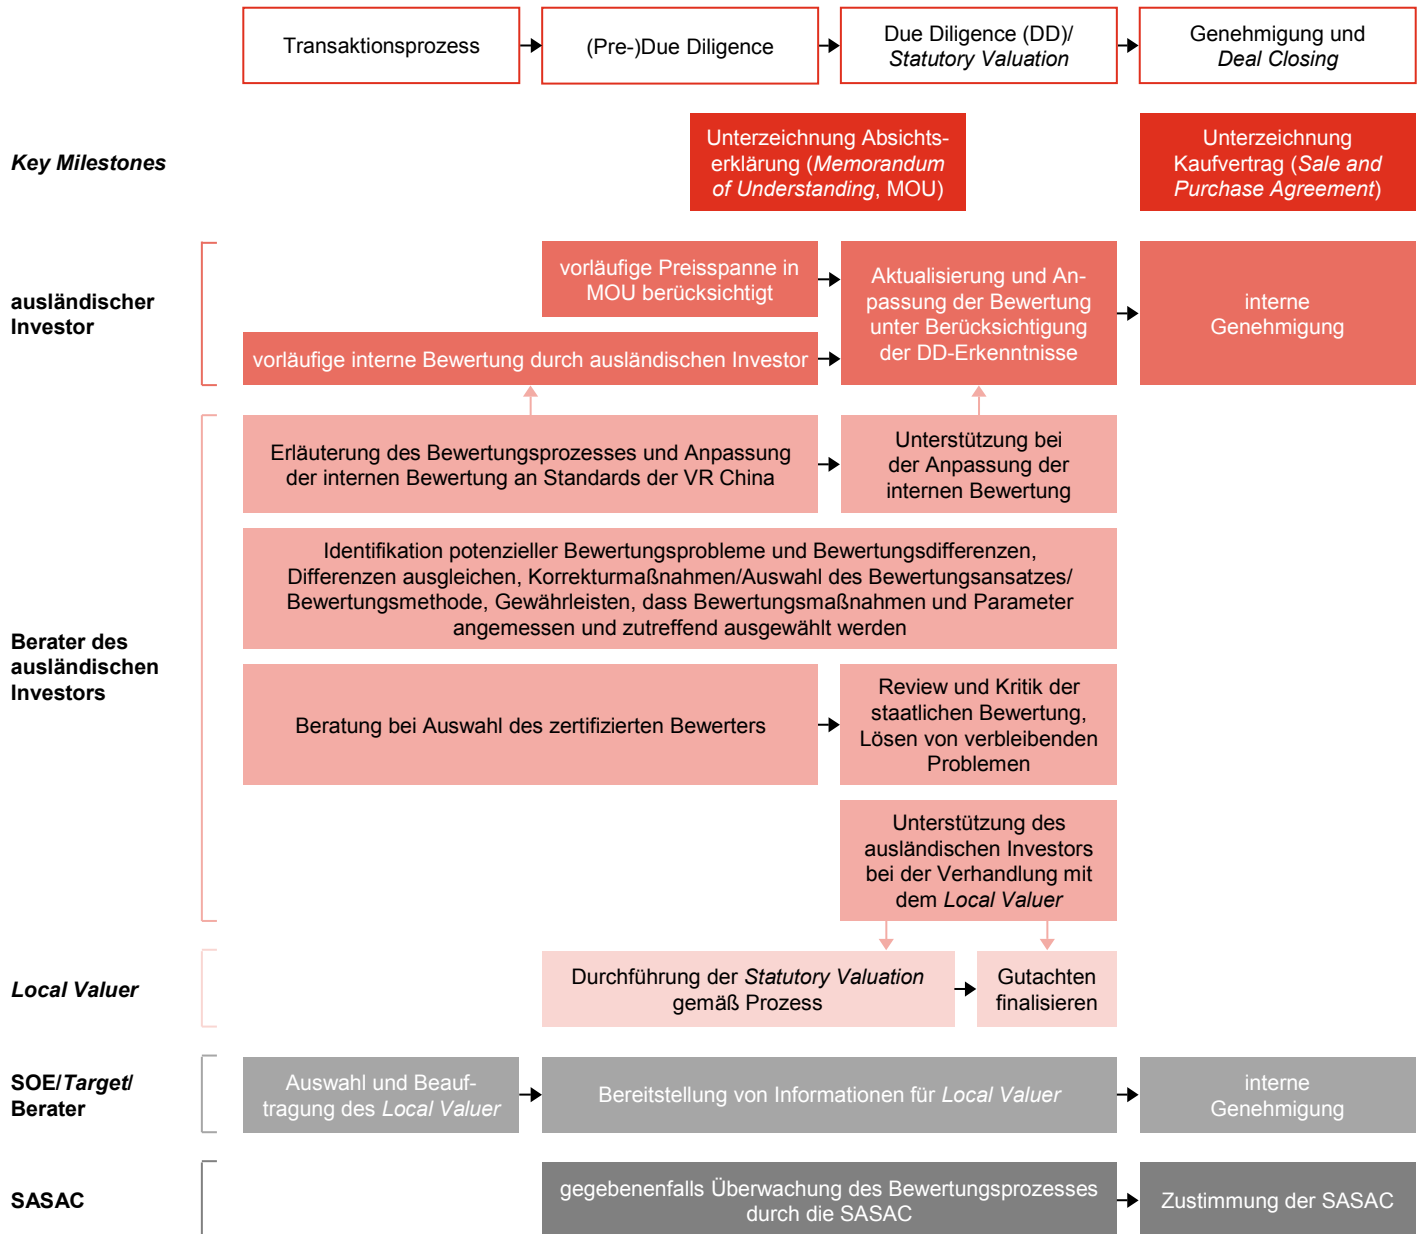 Transaktionsprozess
(Pre-)Due Diligence
Due Diligence (DD)/
Statutory Valuation
Genehmigung und
Deal Closing
Key Milestones
Unterzeichnung Absichts-
erklärung (Memorandum
of Understanding, MOU)
Unterzeichnung
Kaufvertrag (Sale and
Purchase Agreement)
ausländischer
Investor
vorläufige Preisspanne in
MOU berücksichtigt
vorläufige interne Bewertung durch ausländischen Investor
Aktualisierung und An-
passung der Bewertung
unter Berücksichtigung
der DD-Erkenntnisse
interne
Genehmigung
Berater des
ausländischen
Investors
Erläuterung des Bewertungsprozesses und Anpassung
der internen Bewertung an Standards der VR China
Unterstützung bei
der Anpassung der
internen Bewertung
Identifikation potenzieller Bewertungsprobleme und Bewertungsdifferenzen,
Differenzen ausgleichen, Korrekturmaßnahmen/Auswahl des Bewertungsansatzes/
Bewertungsmethode, Gewährleisten, dass Bewertungsmaßnahmen und Parameter
angemessen und zutreffend ausgewählt werden
Beratung bei Auswahl des zertifizierten Bewerters
Review und Kritik der
staatlichen Bewertung,
Lösen von verbleibenden
Problemen
Unterstützung des
ausländischen Investors
bei der Verhandlung mit
dem Local Valuer
Local Valuer
Durchführung der Statutory Valuation
gemäß Prozess
Gutachten
finalisieren
SOE/Target/
Berater
Auswahl und Beauf-
tragung des Local Valuer
Bereitstellung von Informationen für Local Valuer
interne
Genehmigung
SASAC
gegebenenfalls Überwachung des Bewertungsprozesses
durch die SASAC
Zustimmung der SASAC